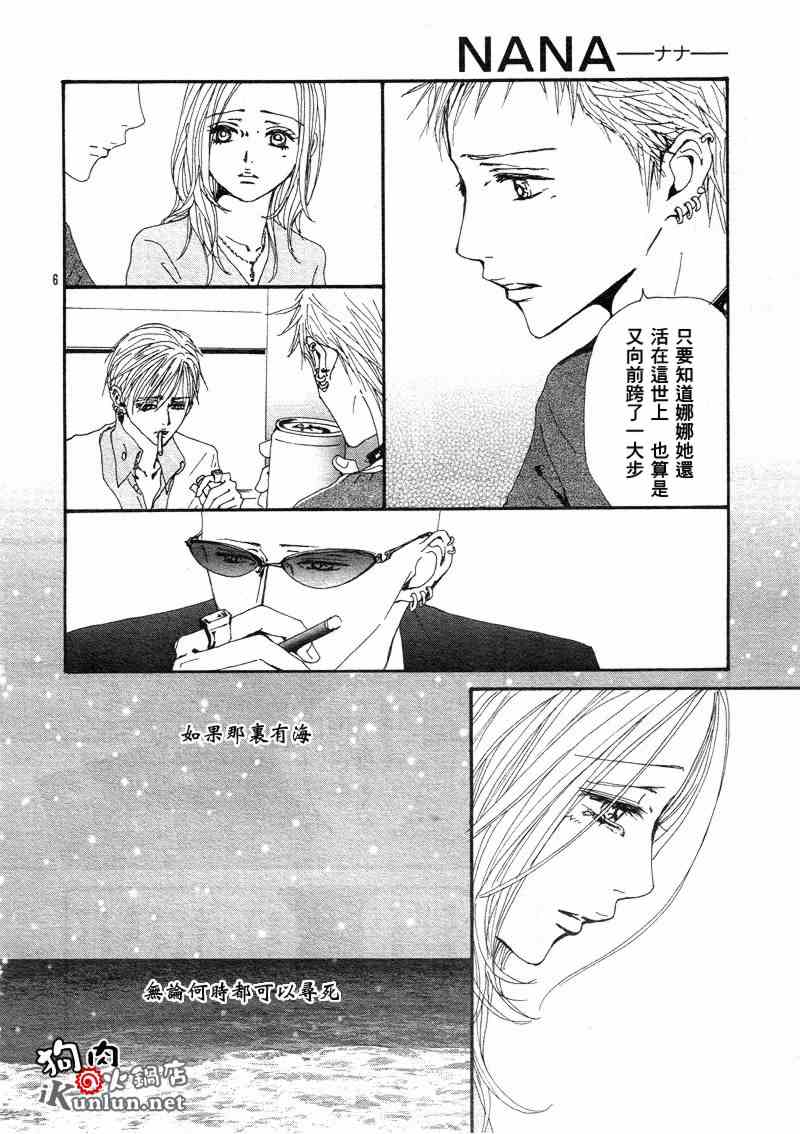 NANA—ナナ—
只要知道娜娜她還
活在這世上 也算是
又向前跨了一大步
6
如果那裏有海
無論何時都可以尋死
狗肉火鍋店
iKunlun.net